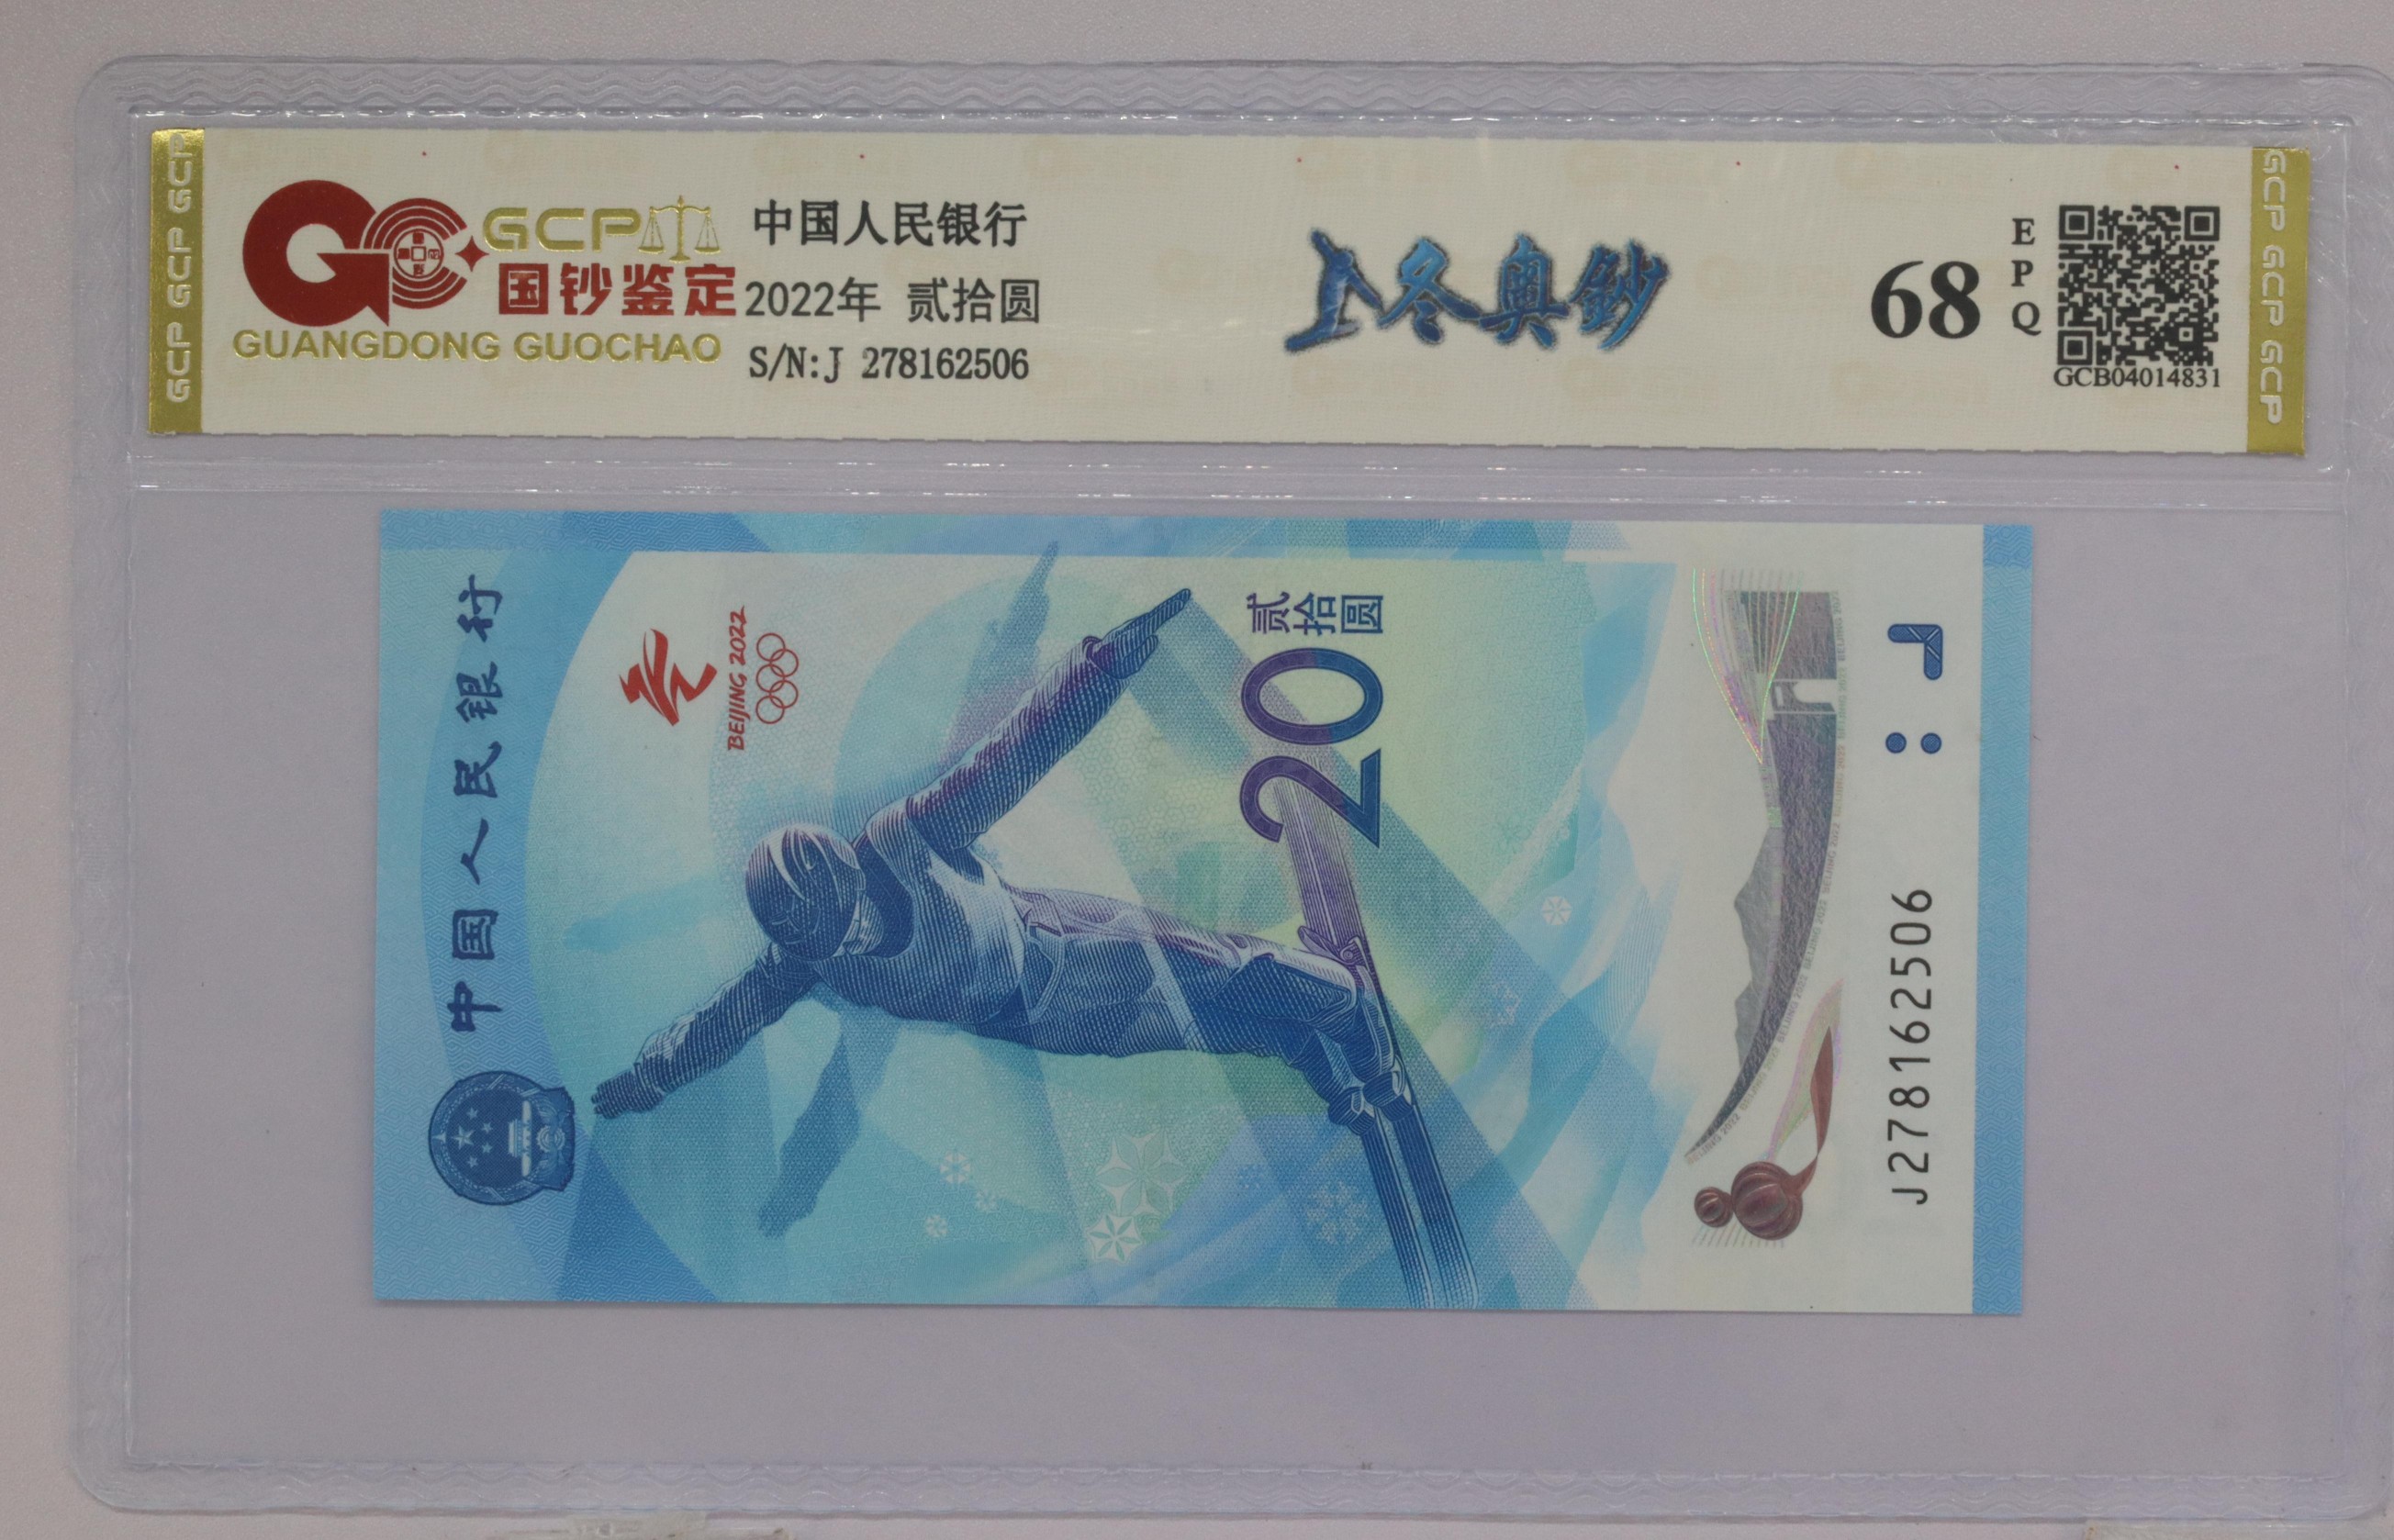 GCP GCP GCP
GCP
国钞鉴定
GUANGDONG GUOCHAO
中国人民银行
2022年 贰拾圆
S/N:J 278162506
冬奥鈔
68
EPQ
GCB04014831
GCP GCP GCP
中国人民银行
BEIJING 2022
贰拾圆
20
J278162506